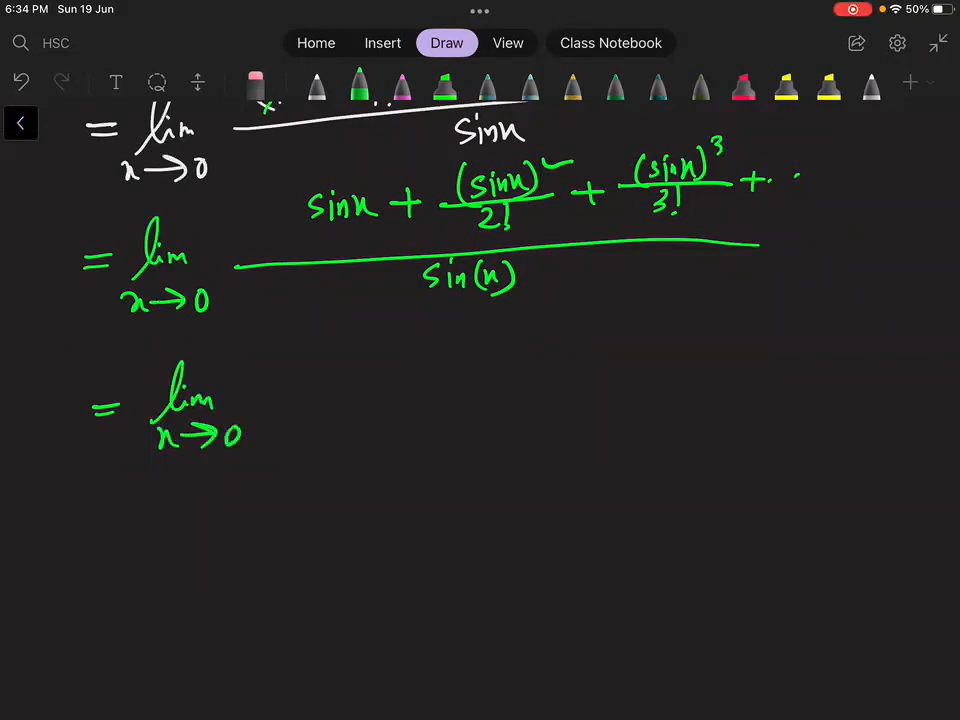 6:34 PM Sun 19 Jun 50%
HSC Home Insert Draw View Class Notebook
T
= lim sinx
x→0
sinx + (sinx)² / 2! + (sinx)³ / 3! + ...
= lim
x→0
sin(x)
= lim
x→0